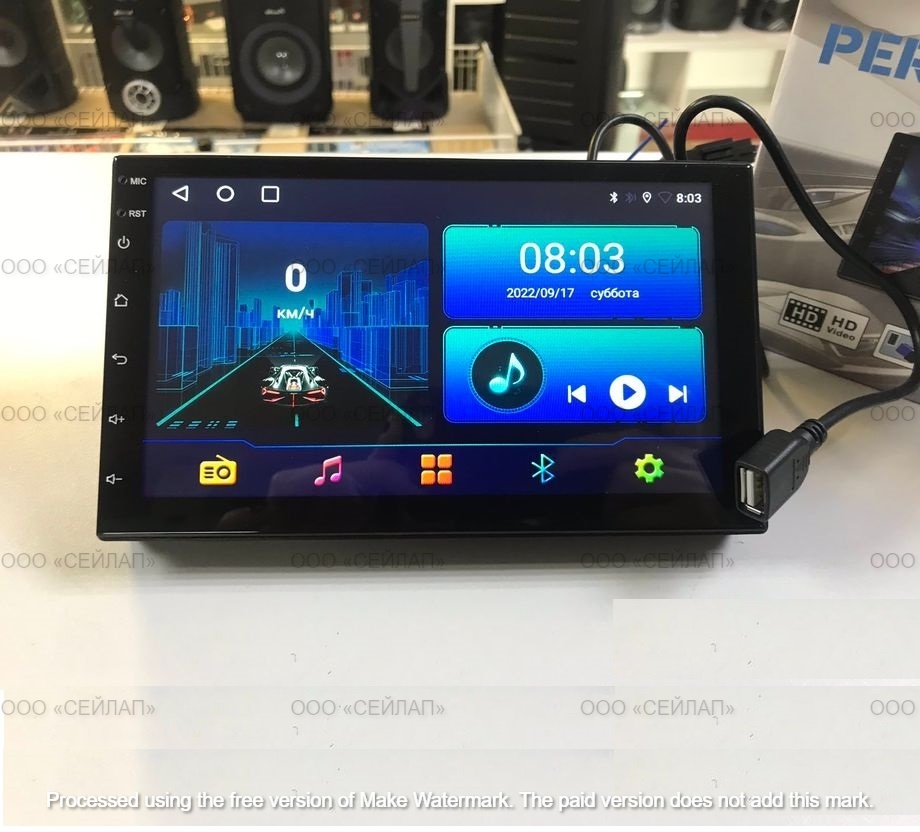 PER
ООО «СЕЙЛАП» ООО «СЕЙЛАП» ООО «СЕЙЛАП» ООО
MIC
RST
8:03
0
КМ/Ч
08:03
2022/09/17 суббота
ООО «СЕЙЛАП» ООО «СЕЙЛАП» ООО «СЕЙЛАП» ООО
HD HD
Video
ООО «СЕЙЛАП» ООО «СЕЙЛАП» ООО «СЕЙЛАП» ООО
ООО «СЕЙЛАП» ООО «СЕЙЛАП» ООО «СЕЙЛАП» ООО
ООО «СЕЙЛАП» ООО «СЕЙЛАП» ООО «СЕЙЛАП» ООО
Processed using the free version of Make Watermark. The paid version does not add this mark.